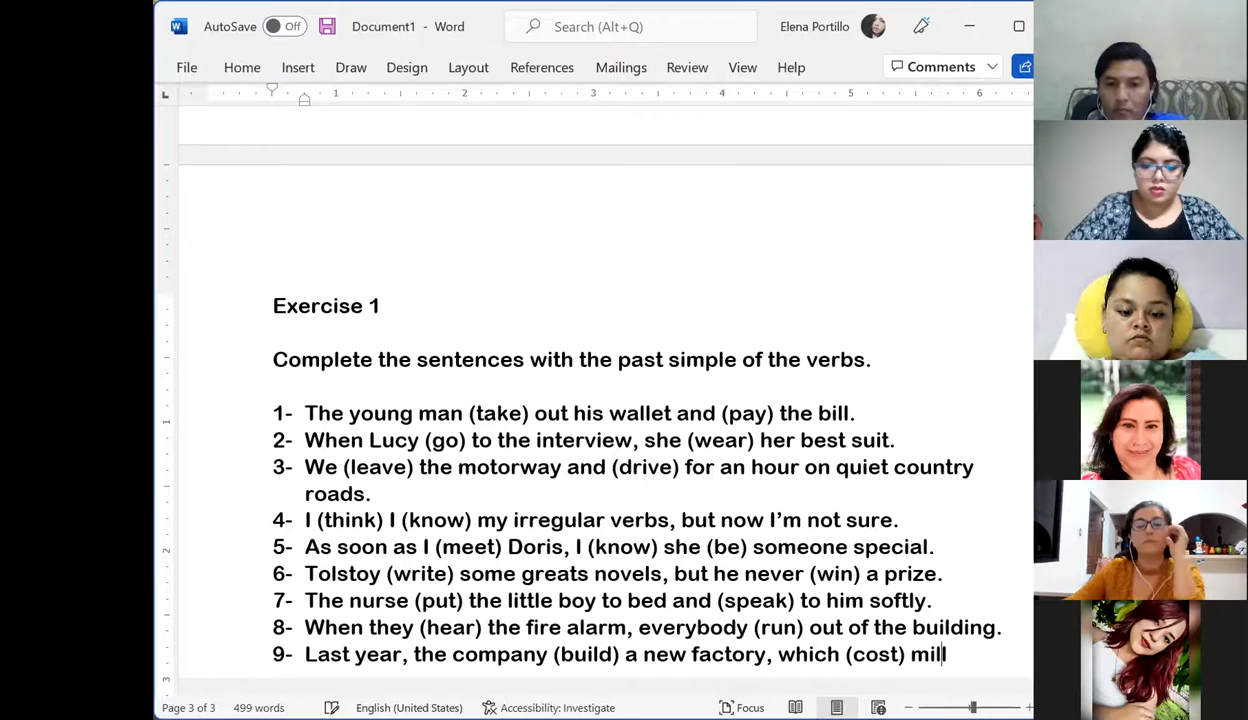 AutoSave Off Document1 - Word Search (Alt+Q) Elena Portillo
File Home Insert Draw Design Layout References Mailings Review View Help Comments
1 2 3 4 5 6
Exercise 1
Complete the sentences with the past simple of the verbs.
1- The young man (take) out his wallet and (pay) the bill.
2- When Lucy (go) to the interview, she (wear) her best suit.
3- We (leave) the motorway and (drive) for an hour on quiet country
roads.
4- I (think) I (know) my irregular verbs, but now I’m not sure.
5- As soon as I (meet) Doris, I (know) she (be) someone special.
6- Tolstoy (write) some greats novels, but he never (win) a prize.
7- The nurse (put) the little boy to bed and (speak) to him softly.
8- When they (hear) the fire alarm, everybody (run) out of the building.
9- Last year, the company (build) a new factory, which (cost) mill
Page 3 of 3 499 words English (United States) Accessibility: Investigate Focus